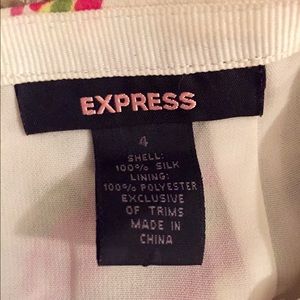 EXPRESS
4
SHELL:
100% SILK
LINING:
100% POLYESTER
EXCLUSIVE
OF TRIMS
MADE IN
CHINA